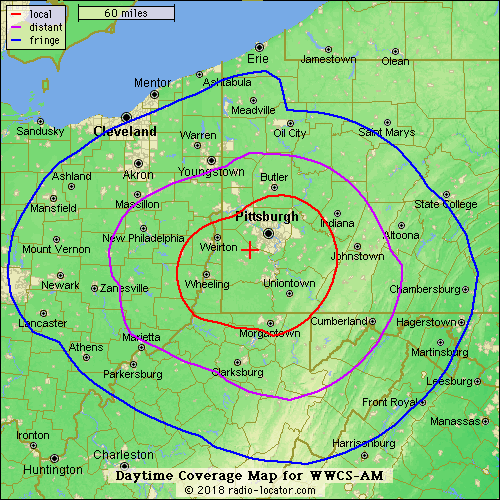 local
distant
fringe
60 miles
Erie
Jamestown
Olean
Mentor
Ashtabula
Meadville
Sandusky
Cleveland
Warren
Oil City
Saint Marys
Akron
Youngstown
Ashland
Butler
Mansfield
Massillon
State College
Pittsburgh
Indiana
New Philadelphia
Weirton
Altoona
Mount Vernon
Johnstown
Newark
Zanesville
Wheeling
Uniontown
Chambersburg
Lancaster
Cumberland
Hagerstown
Marietta
Morgantown
Athens
Martinsburg
Parkersburg
Clarksburg
Leesburg
Front Royal
Manassas
Ironton
Harrisonburg
Huntington
Charleston
Daytime Coverage Map for WWCS-AM
© 2018 radio-locator.com